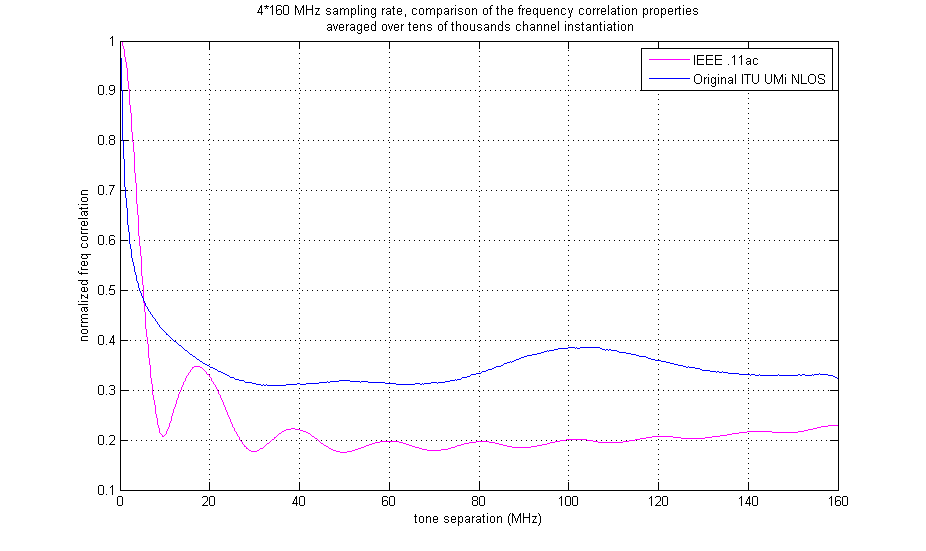 4*160 MHz sampling rate, comparison of the frequency correlation properties
averaged over tens of thousands channel instantiation
IEEE .11ac
Original ITU UMi NLOS
normalized freq correlation
1
0.9
0.8
0.7
0.6
0.5
0.4
0.3
0.2
0.1
0 20 40 60 80 100 120 140 160
tone separation (MHz)